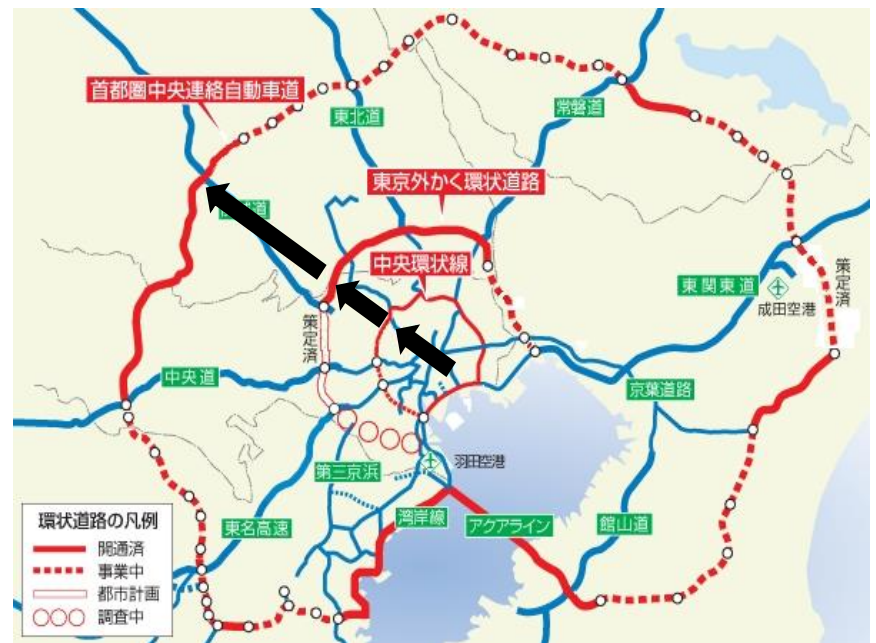 首都圏中央連絡自動車道
東北道
常磐道
東京外かく環状道路
中央環状線
東関東道
成田空港
策定済
策定済
中央道
京葉道路
第三京浜
羽田空港
湾岸線
アクアライン
館山道
東名高速
環状道路の凡例
開通済
事業中
都市計画
調査中